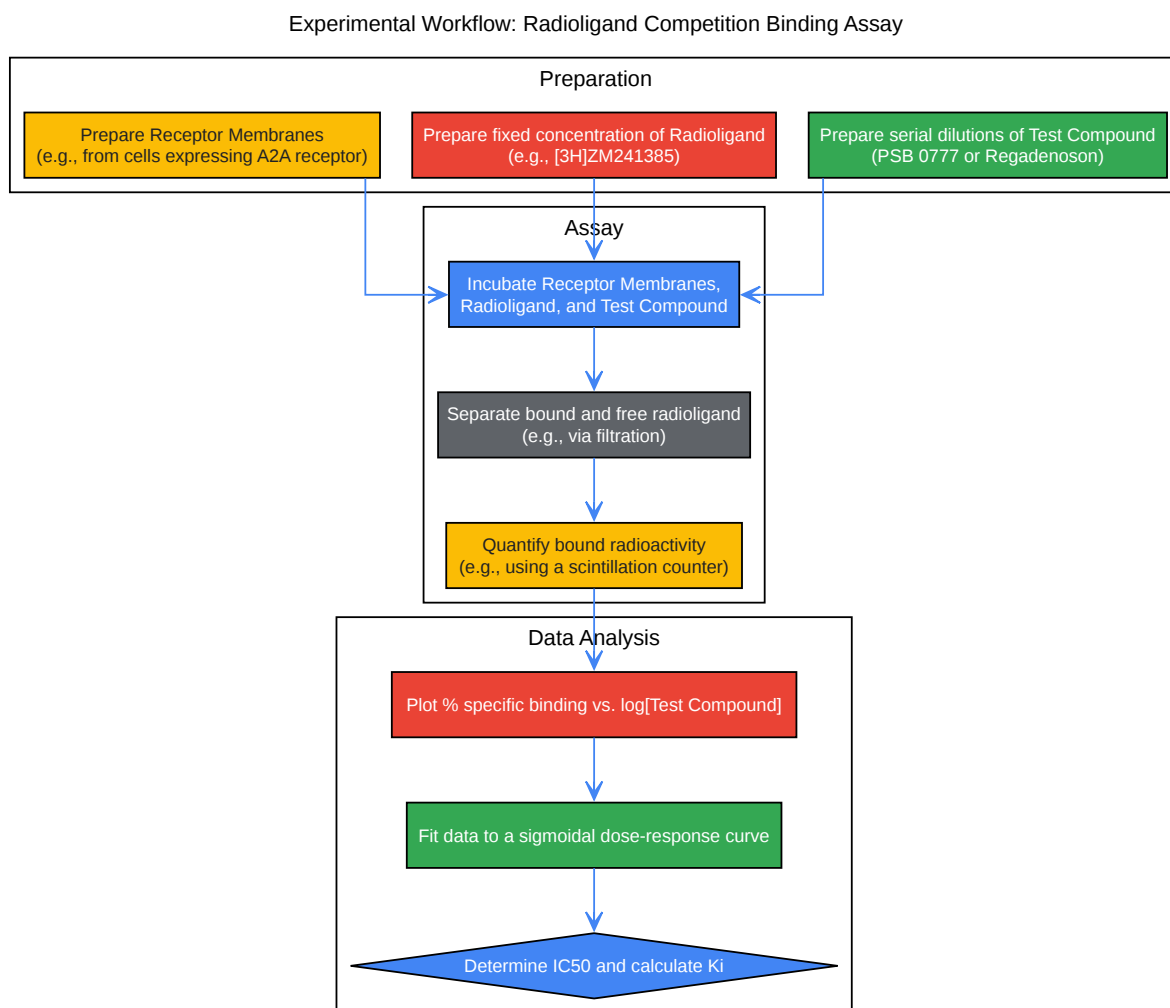 Experimental Workflow: Radioligand Competition Binding Assay
Preparation
Prepare Receptor Membranes
(e.g., from cells expressing A2A receptor)
Prepare fixed concentration of Radioligand
(e.g., [3H]ZM241385)
Prepare serial dilutions of Test Compound
(PSB 0777 or Regadenoson)
Assay
Incubate Receptor Membranes,
Radioligand, and Test Compound
Separate bound and free radioligand
(e.g., via filtration)
Quantify bound radioactivity
(e.g., using a scintillation counter)
Data Analysis
Plot % specific binding vs. log[Test Compound]
Fit data to a sigmoidal dose-response curve
Determine IC50 and calculate Ki